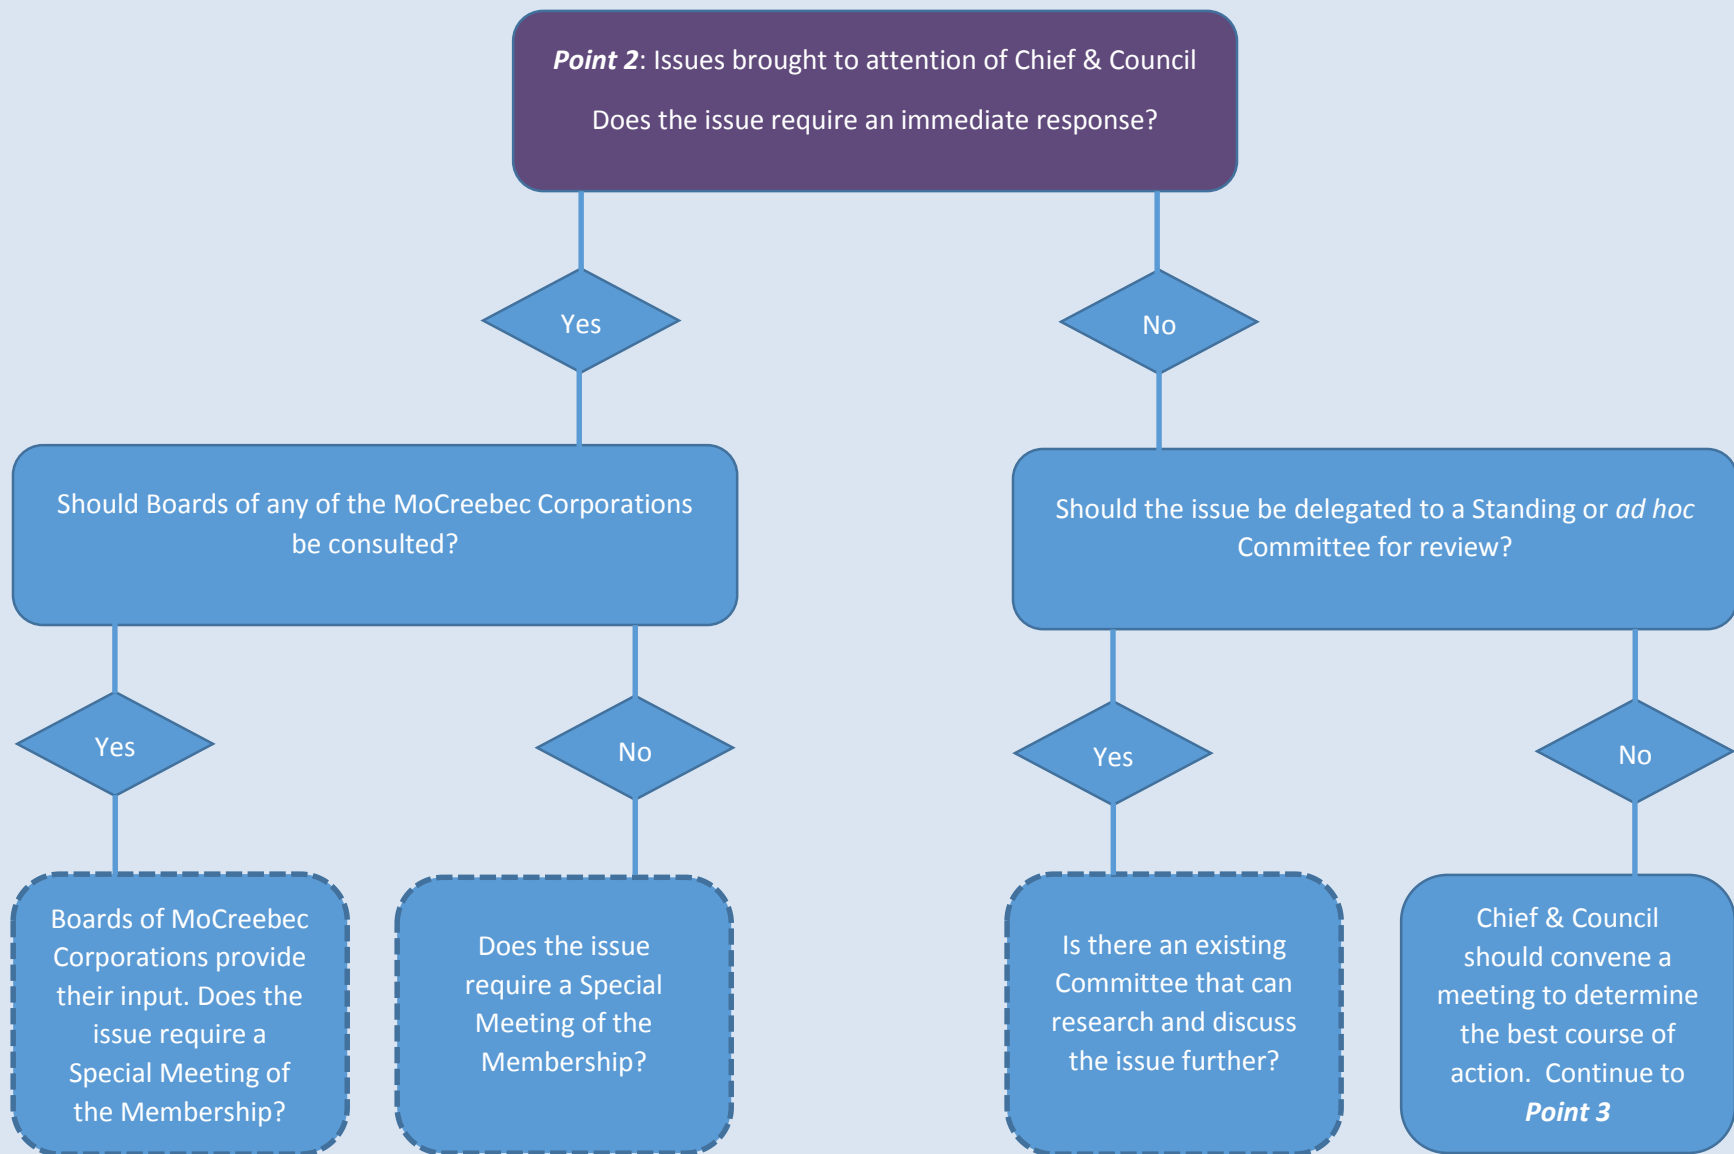 Point 2: Issues brought to attention of Chief & Council
Does the issue require an immediate response?
Yes
No
Should Boards of any of the MoCreebec Corporations
be consulted?
Should the issue be delegated to a Standing or ad hoc
Committee for review?
Yes
No
Yes
No
Boards of MoCreebec
Corporations provide
their input. Does the
issue require a
Special Meeting of
the Membership?
Does the issue
require a Special
Meeting of the
Membership?
Is there an existing
Committee that can
research and discuss
the issue further?
Chief & Council
should convene a
meeting to determine
the best course of
action.  Continue to
Point 3